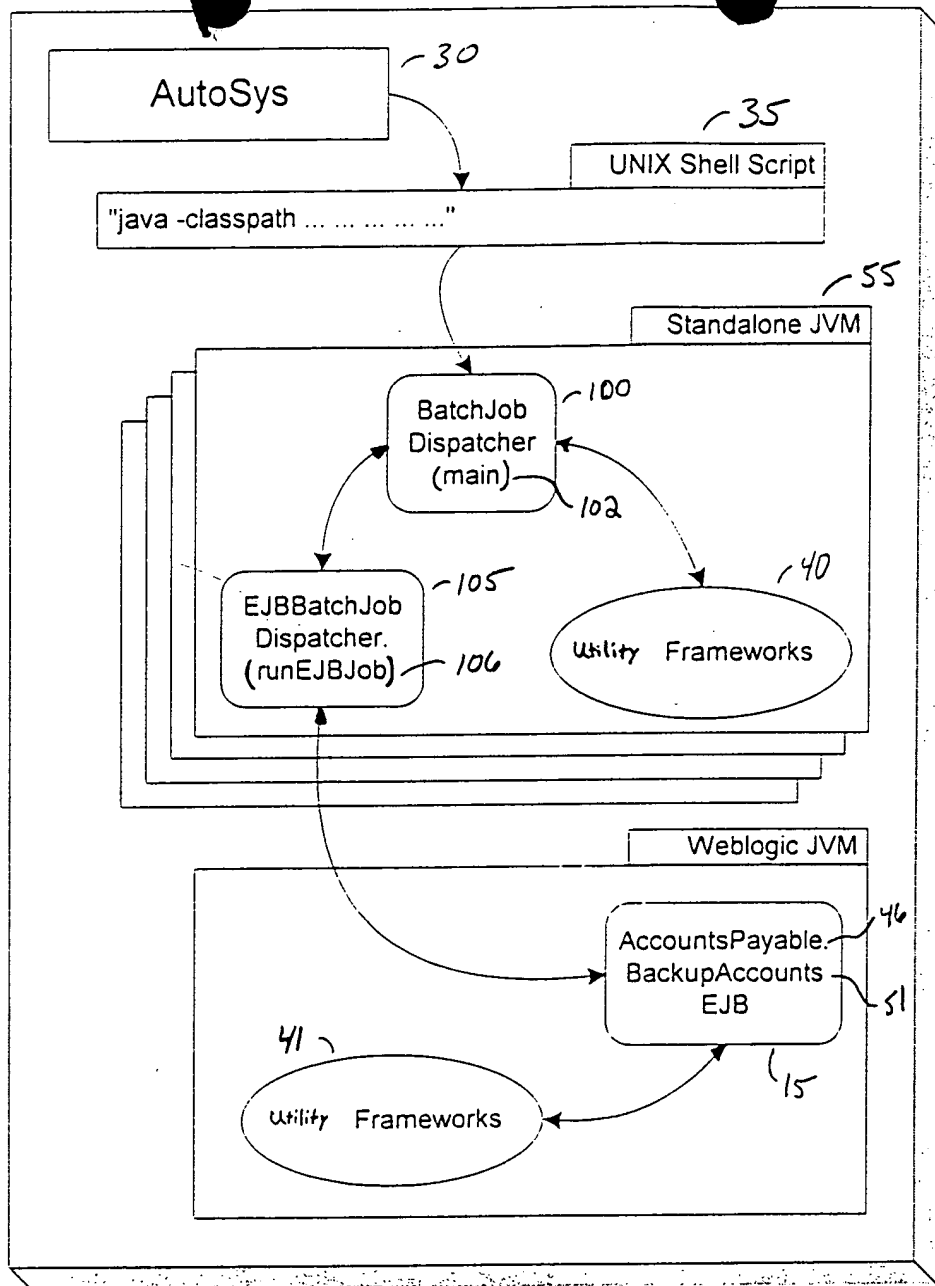 30
AutoSys
35
UNIX Shell Script
"java -classpath ... ... ... ... ..."
55
Standalone JVM
100
BatchJob
Dispatcher
(main)
102
105
EJBBatchJob
Dispatcher.
(runEJBJob)
106
40
Utility Frameworks
Weblogic JVM
AccountsPayable.
46
BackupAccounts
51
EJB
15
41
Utility Frameworks